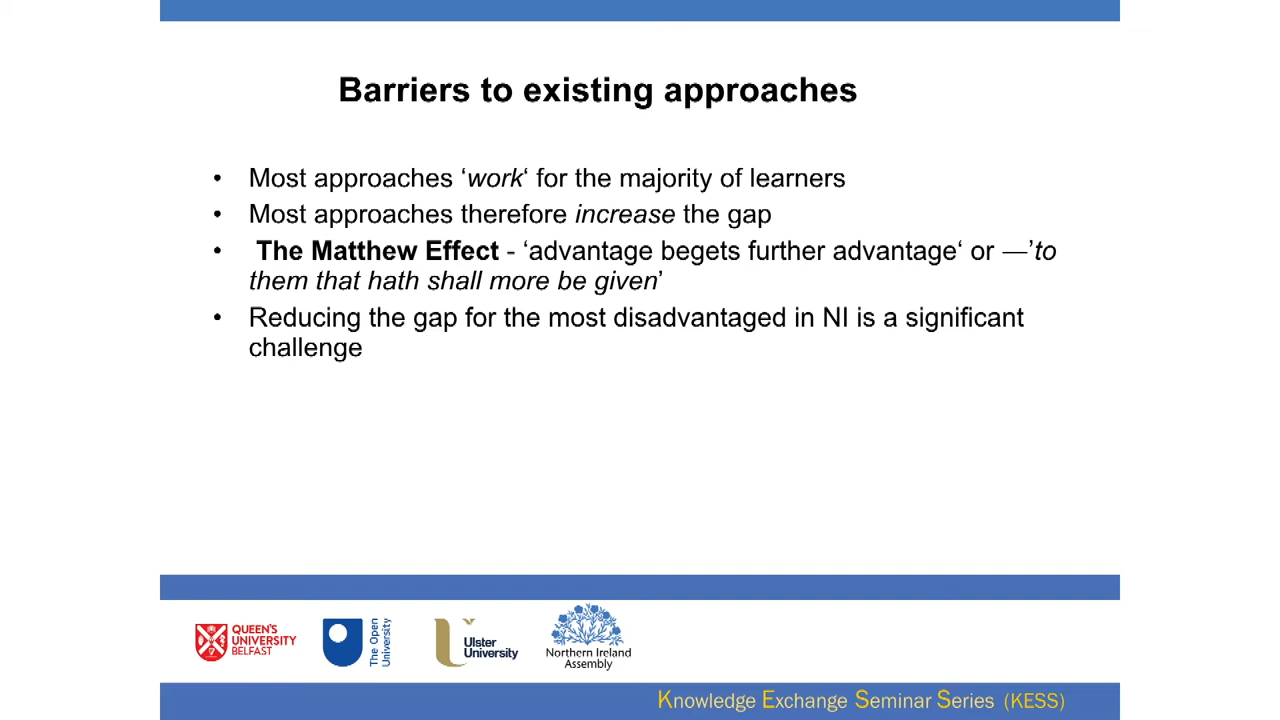 Barriers to existing approaches
• Most approaches ‘work‘ for the majority of learners
• Most approaches therefore increase the gap
• The Matthew Effect - ‘advantage begets further advantage‘ or —’to
them that hath shall more be given’
• Reducing the gap for the most disadvantaged in NI is a significant
challenge
QUEEN'S
UNIVERSITY
BELFAST
The Open
University
Ulster
University
Northern Ireland
Assembly
Knowledge Exchange Seminar Series (KESS)